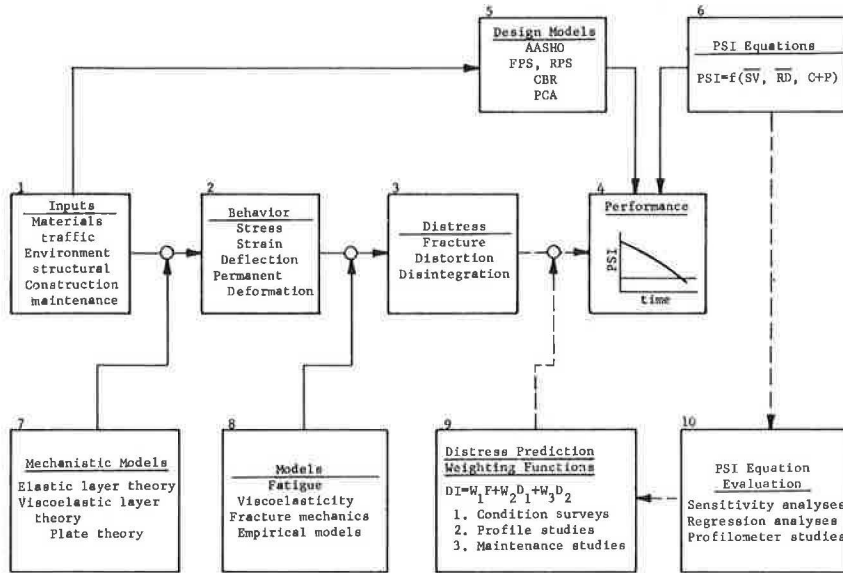 5
Design Models
AASHO
FPS, RPS
CBR
PCA
6
PSI Equations
PSI=f(SV, RD, C+P)
1
Inputs
Materials
traffic
Environment
structural
Construction
maintenance
2
Behavior
Stress
Strain
Deflection
Permanent
Deformation
3
Distress
Fracture
Distortion
Disintegration
4
Performance
PSI
time
7
Mechanistic Models
Elastic layer theory
Viscoelastic layer
theory
Plate theory
8
Models
Fatigue
Viscoelasticity
Fracture mechanics
Empirical models
9
Distress Prediction
Weighting Functions
DI=W₁F+W₂D₁+W₃D₂
1. Condition surveys
2. Profile studies
3. Maintenance studies
10
PSI Equation
Evaluation
Sensitivity analyses
Regression analyses
Profilometer studies